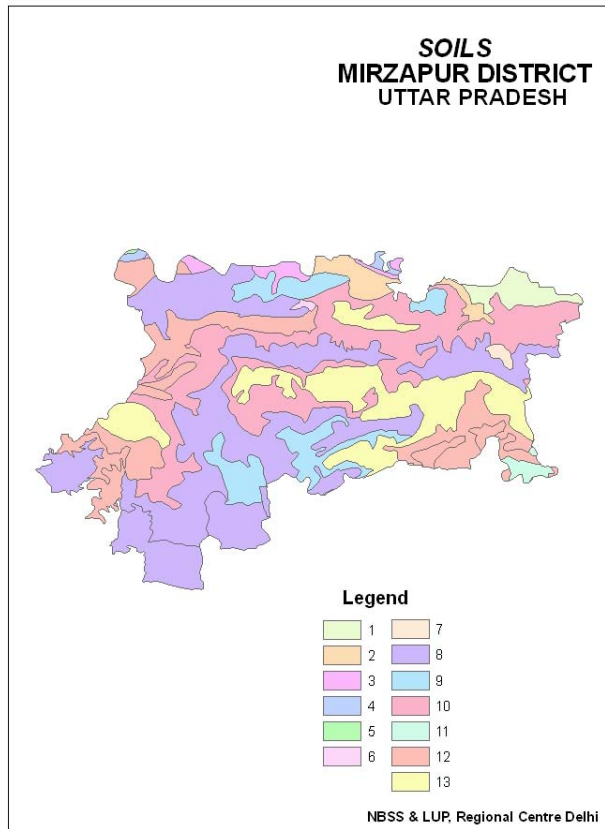 SOILS
MIRZAPUR DISTRICT
UTTAR PRADESH
Legend
1
2
3
4
5
6
7
8
9
10
11
12
13
NBSS & LUP, Regional Centre Delhi